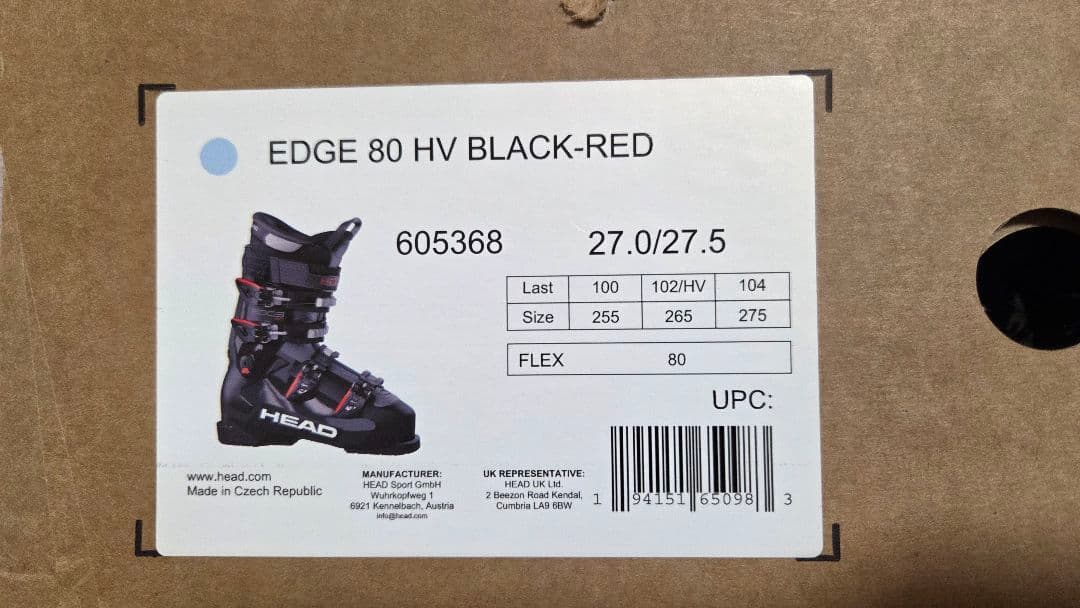 EDGE 80 HV BLACK-RED
605368 27.0/27.5
Last 100 102/HV 104
Size 255 265 275
FLEX 80
UPC:
HEAD
www.head.com
Made in Czech Republic
MANUFACTURER:
HEAD Sport GmbH
Wuhrkopfweg 1
6921 Kennelbach, Austria
info@head.com
UK REPRESENTATIVE:
HEAD UK Ltd.
2 Beezon Road Kendal,
Cumbria LA9 6BW
1 94151 65098 3